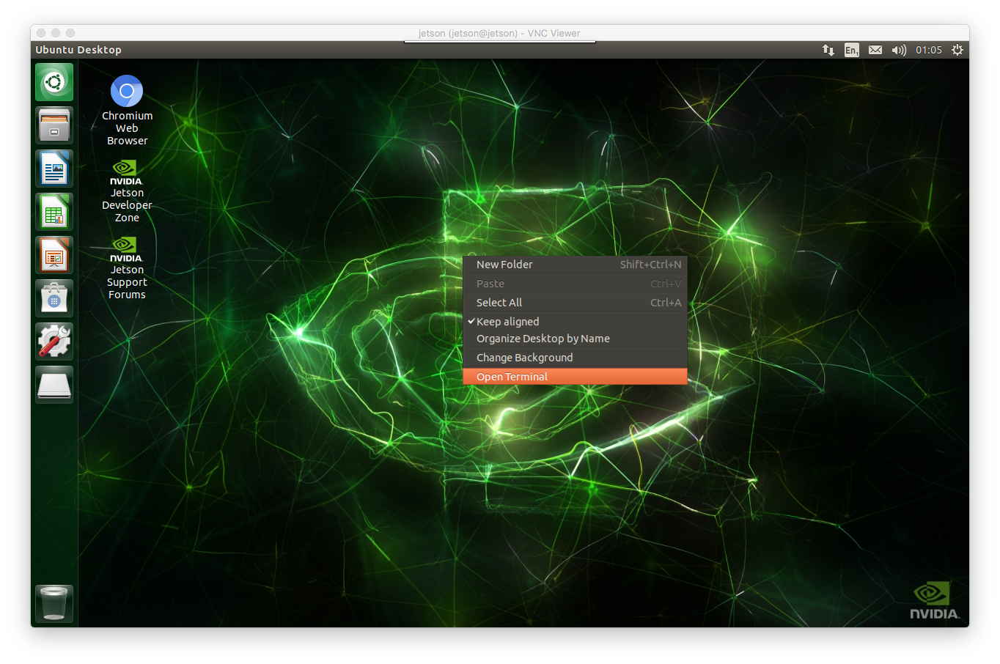 jetson (jetson@jetson) - VNC Viewer
Ubuntu Desktop
En1
01:05
Chromium
Web
Browser
NVIDIA.
Jetson
Developer
Zone
NVIDIA.
Jetson
Support
Forums
New Folder Shift+Ctrl+N
Paste Ctrl+V
Select All Ctrl+A
Keep aligned
Organize Desktop by Name
Change Background
Open Terminal
NVIDIA.